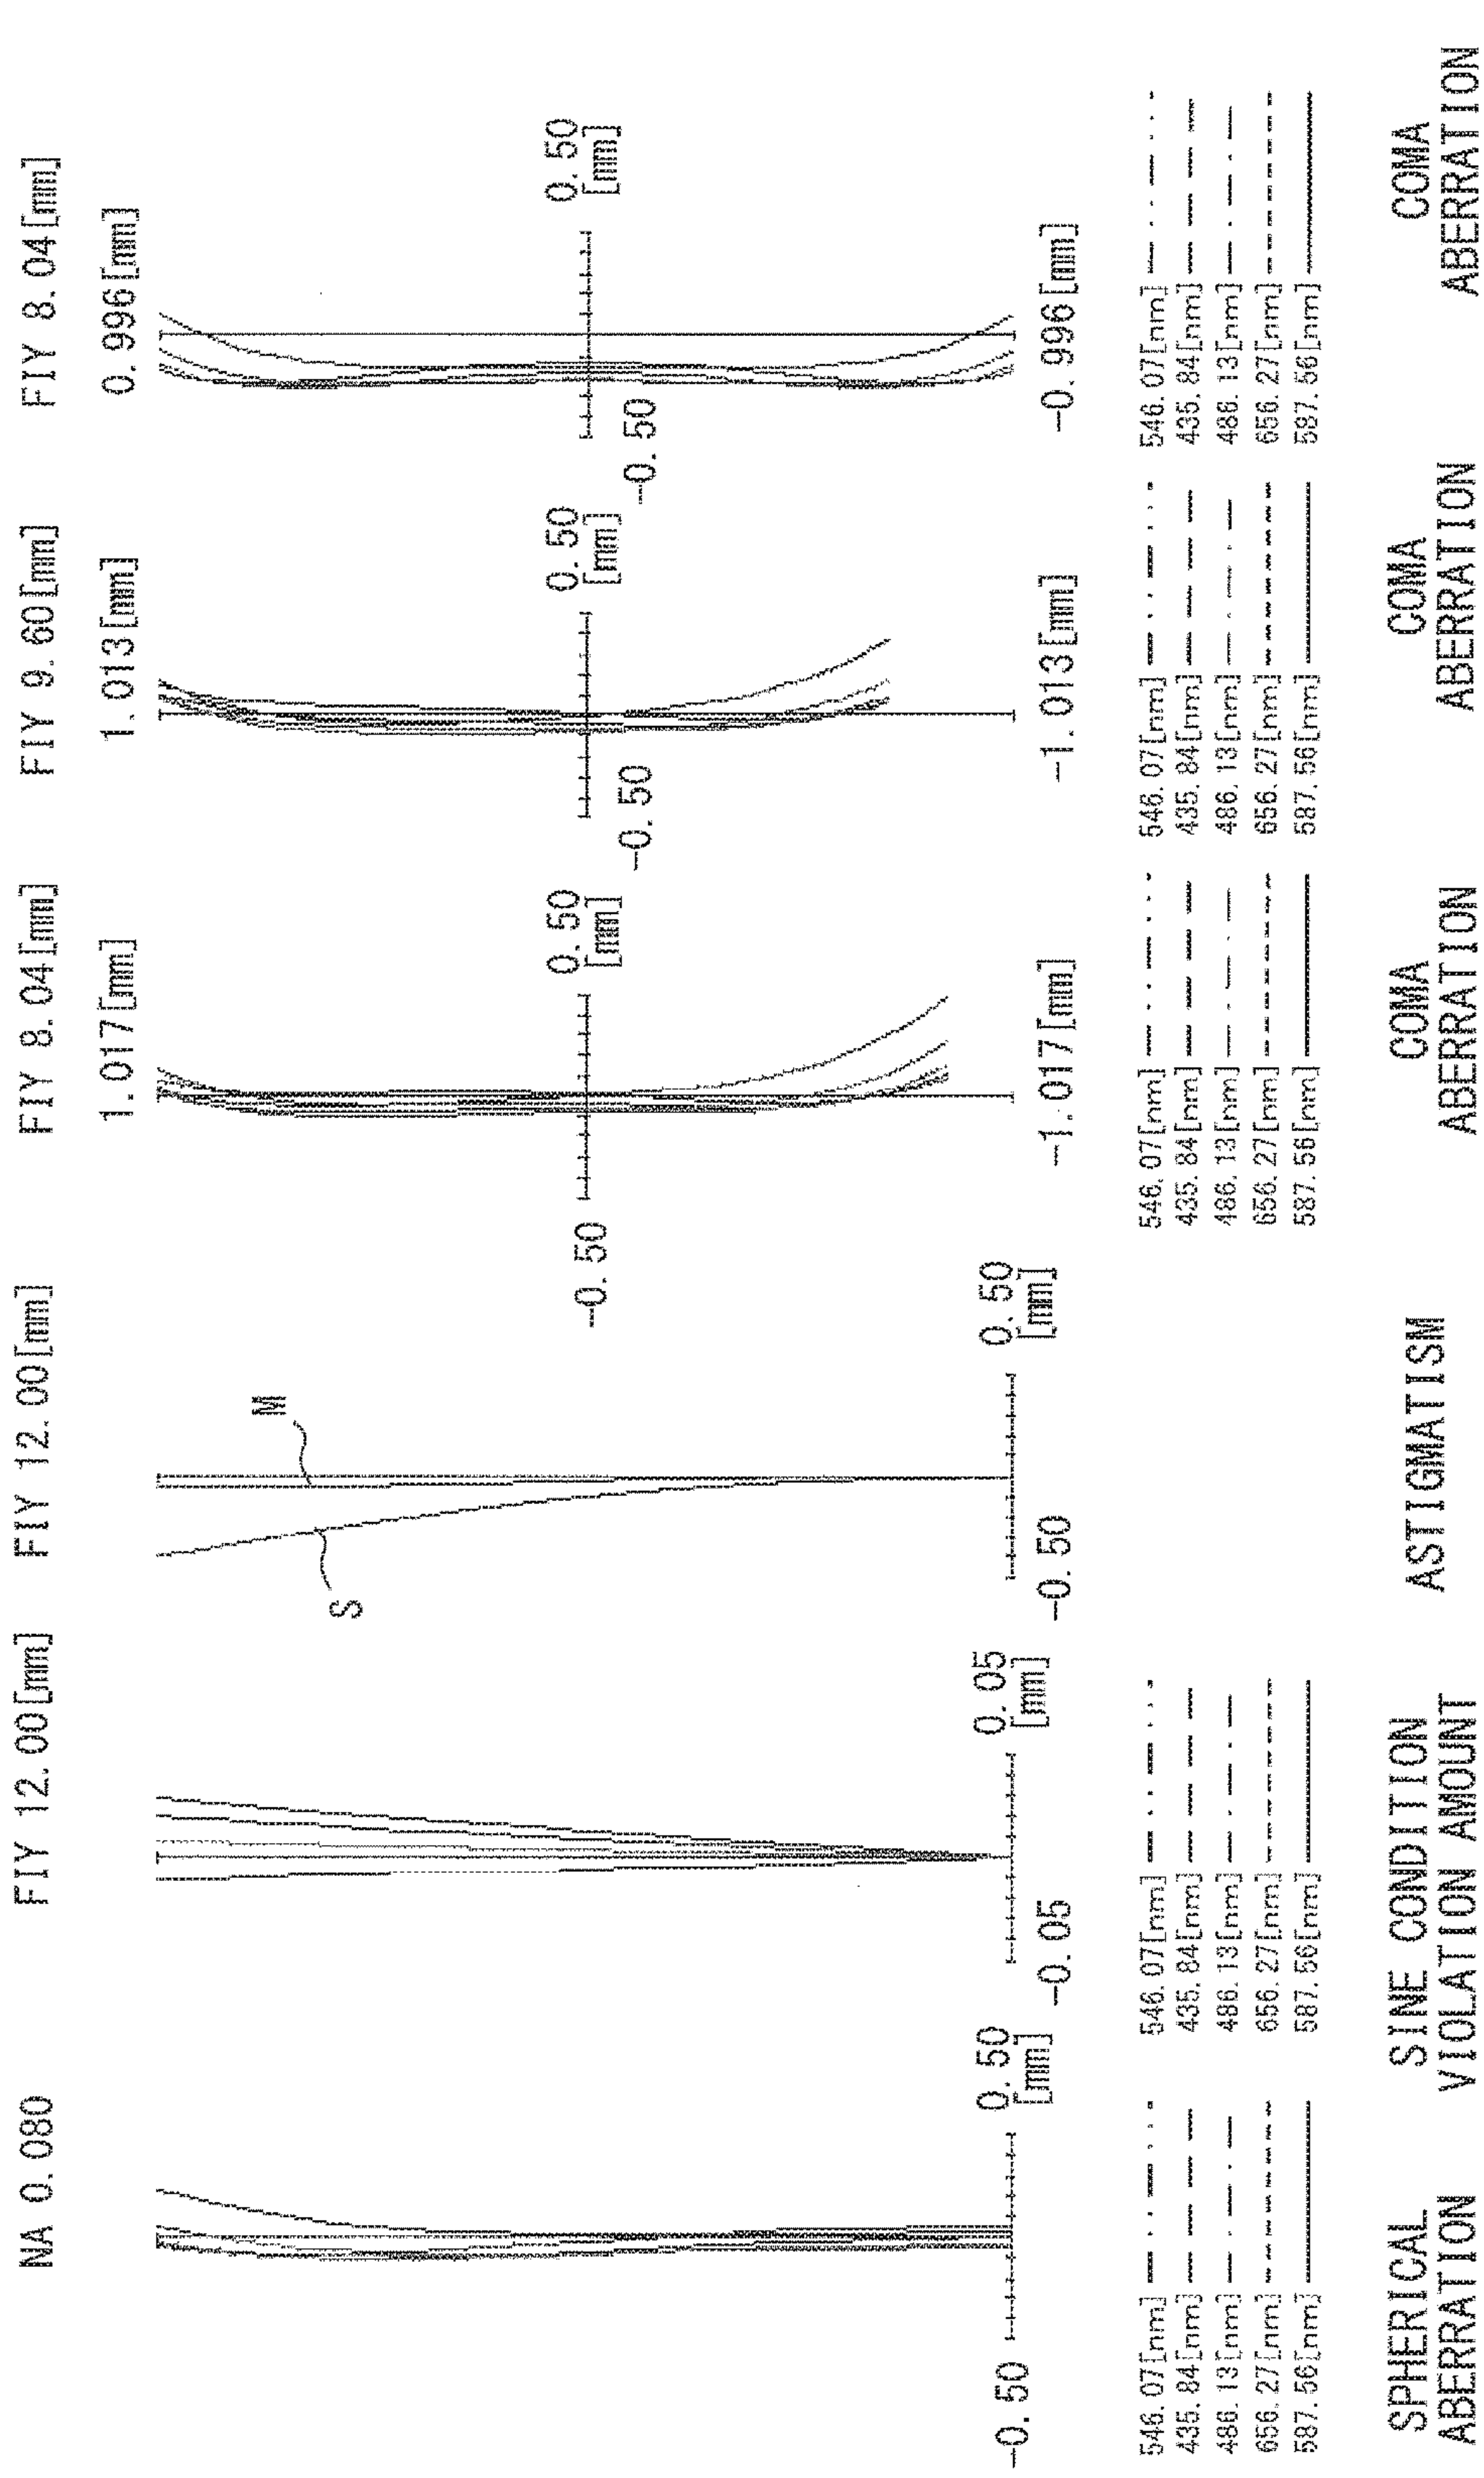 NA 0.080
0.50
[mm]
-0.50
546.07[nm]
435.84[nm]
486.13[nm]
656.27[nm]
587.56[nm]
SPHERICAL
ABERRATION
FIY 12.00[mm]
0.05
[mm]
-0.05
546.07[nm]
435.84[nm]
486.13[nm]
656.27[nm]
587.56[nm]
SINE CONDITION
VIOLATION AMOUNT
FIY 12.00[mm]
M
S
0.50
[mm]
-0.50
ASTIGMATISM
FIY 8.04[mm]
1.017[mm]
0.50
[mm]
-0.50
-1.017[mm]
546.07[nm]
435.84[nm]
486.13[nm]
656.27[nm]
587.56[nm]
COMA
ABERRATION
FIY 9.60[mm]
1.013[mm]
0.50
[mm]
-0.50
-1.013[mm]
546.07[nm]
435.84[nm]
486.13[nm]
656.27[nm]
587.56[nm]
COMA
ABERRATION
FIY 8.04[mm]
0.996[mm]
0.50
[mm]
-0.50
-0.996[mm]
546.07[nm]
435.84[nm]
486.13[nm]
656.27[nm]
587.56[nm]
COMA
ABERRATION